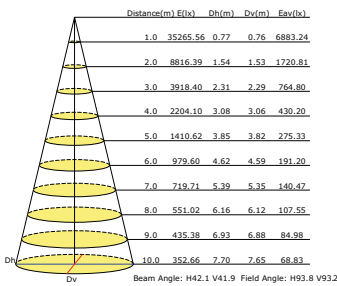 Distance(m) E(lx) Dh(m) Dv(m) Eav(lx)
1.0 35265.56 0.77 0.76 6883.24
2.0 8816.39 1.54 1.53 1720.81
3.0 3918.40 2.31 2.29 764.80
4.0 2204.10 3.08 3.06 430.20
5.0 1410.62 3.85 3.82 275.33
6.0 979.60 4.62 4.59 191.20
7.0 719.71 5.39 5.35 140.47
8.0 551.02 6.16 6.12 107.55
9.0 435.38 6.93 6.88 84.98
Dh 10.0 352.66 7.70 7.65 68.83
Dv Beam Angle: H42.1 V41.9 Field Angle: H93.8 V93.2